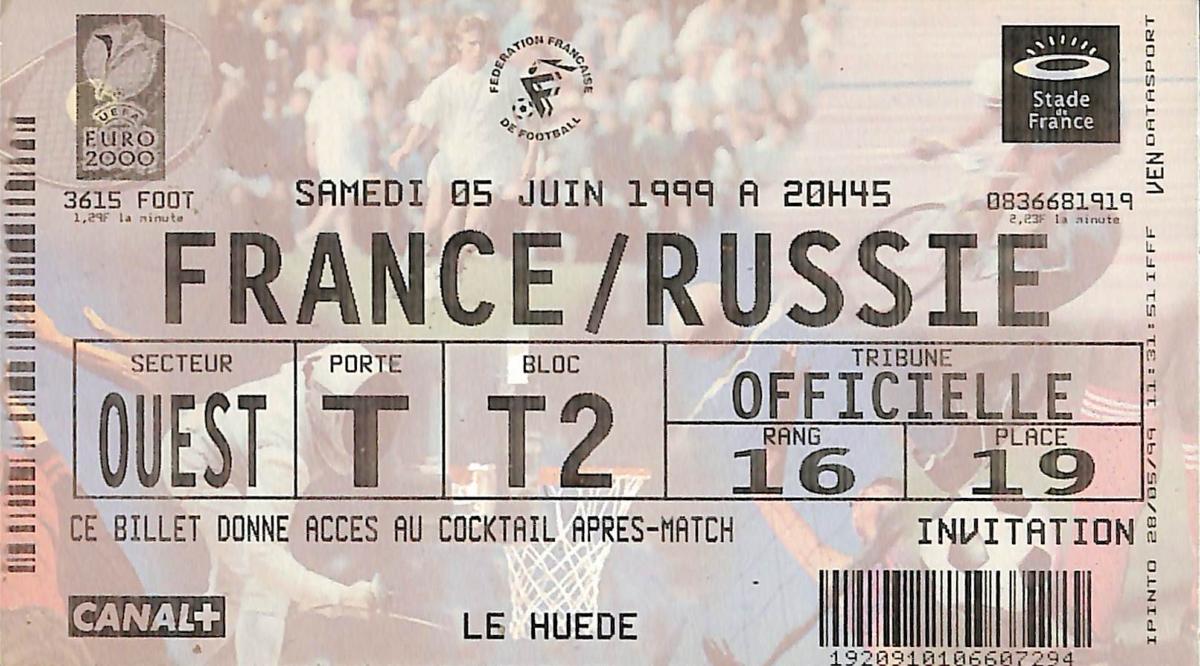 UEFA
EURO
2000
FEDERATION FRANÇAISE
DE FOOTBALL
Stade
de
France
3615 FOOT
1,29F la minute
SAMEDI 05 JUIN 1999 A 20H45
0836681919
2,23F la minute
FRANCE/RUSSIE
SECTEUR
OUEST
PORTE
T
BLOC
T2
TRIBUNE
OFFICIELLE
RANG
16
PLACE
19
CE BILLET DONNE ACCES AU COCKTAIL APRES-MATCH
INVITATION
CANAL+
LE HUEDE
1920910106607294
IPINTO 28/05/99 11:31:51 IFFF VEN DATASPORT